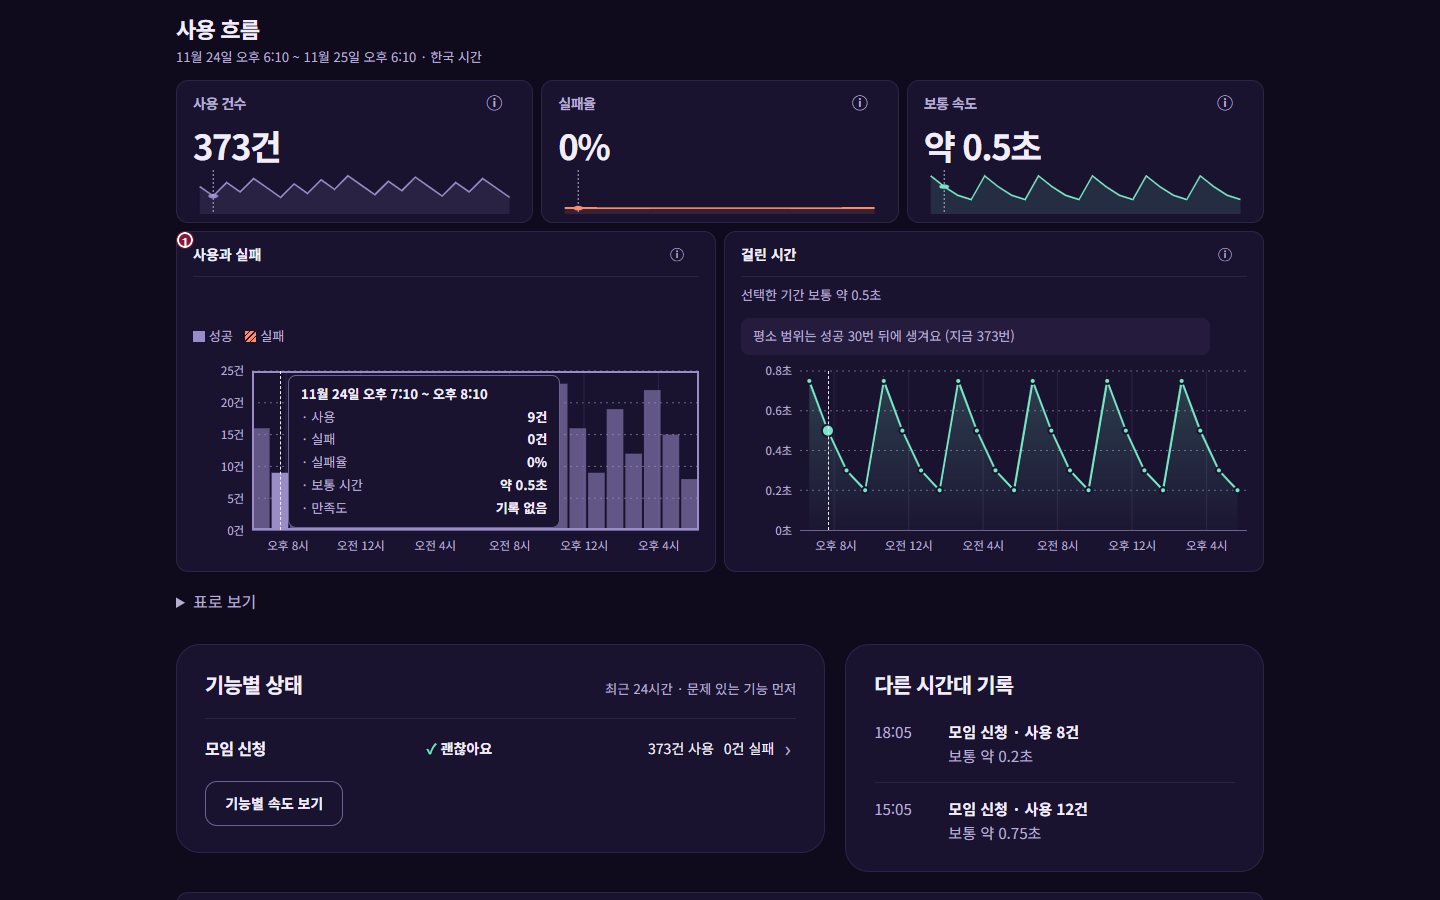 사용 흐름
11월 24일 오후 6:10 ~ 11월 25일 오후 6:10 · 한국 시간
사용 건수
373건
실패율
0%
보통 속도
약 0.5초
1
사용과 실패
성공
실패
25건
20건
15건
10건
5건
0건
11월 24일 오후 7:10 ~ 오후 8:10
· 사용 9건
· 실패 0건
· 실패율 0%
· 보통 시간 약 0.5초
· 만족도 기록 없음
오후 8시 오전 12시 오전 4시 오전 8시 오후 12시 오후 4시
걸린 시간
선택한 기간 보통 약 0.5초
평소 범위는 성공 30번 뒤에 생겨요 (지금 373번)
0.8초
0.6초
0.4초
0.2초
0초
오후 8시 오전 12시 오전 4시 오전 8시 오후 12시 오후 4시
▶ 표로 보기
기능별 상태
최근 24시간 · 문제 있는 기능 먼저
모임 신청 ✓ 괜찮아요 373건 사용 0건 실패 ›
기능별 속도 보기
다른 시간대 기록
18:05 모임 신청 · 사용 8건
보통 약 0.2초
15:05 모임 신청 · 사용 12건
보통 약 0.75초